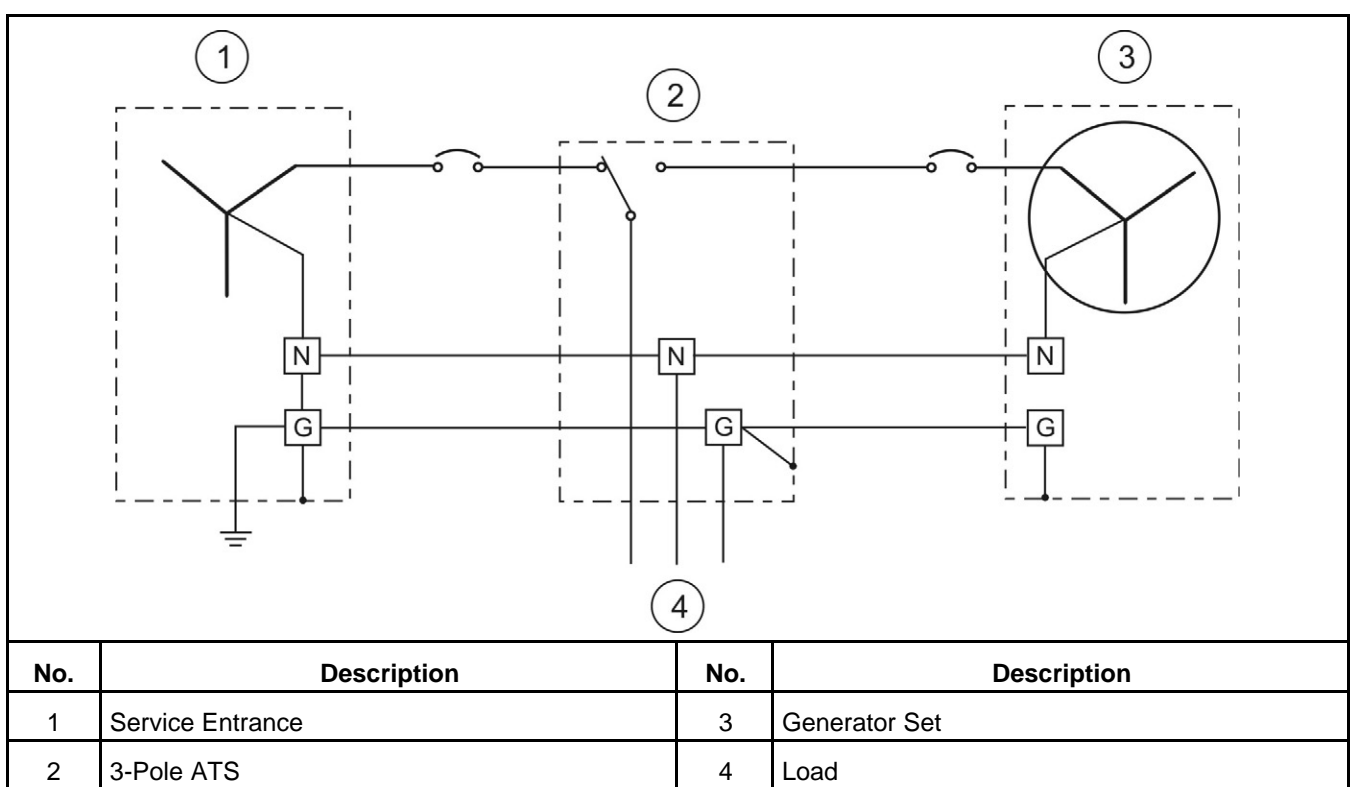 1
2
3
N
N
N
G
G
G
4
No. Description No. Description
1 Service Entrance 3 Generator Set
2 3-Pole ATS 4 Load